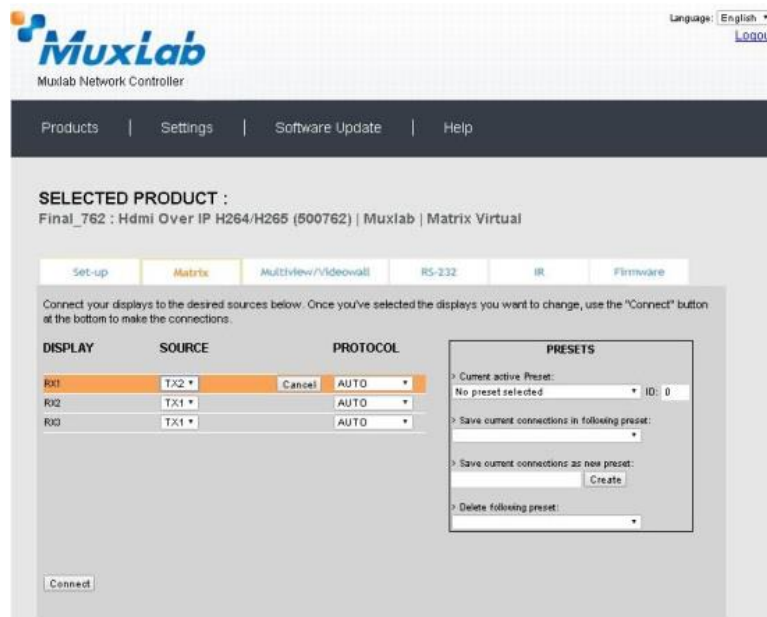 Language: English
Logou
MuxLab
Muxlab Network Controller
Products | Settings | Software Update | Help
SELECTED PRODUCT :
Final_762 : Hdmi Over IP H264/H265 (500762) | Muxlab | Matrix Virtual
Set-up Matrix Multiview/Videowall RS-232 IR Firmware
Connect your displays to the desired sources below. Once you've selected the displays you want to change, use the "Connect" button
at the bottom to make the connections.
DISPLAY SOURCE PROTOCOL
RX1 TX2 Cancel AUTO
RX2 TX1 AUTO
RX3 TX1 AUTO
PRESETS
> Current active Preset:
No preset selected ID: 0
> Save current connections in following preset:
> Save current connections as new preset:
Create
> Delete following preset:
Connect